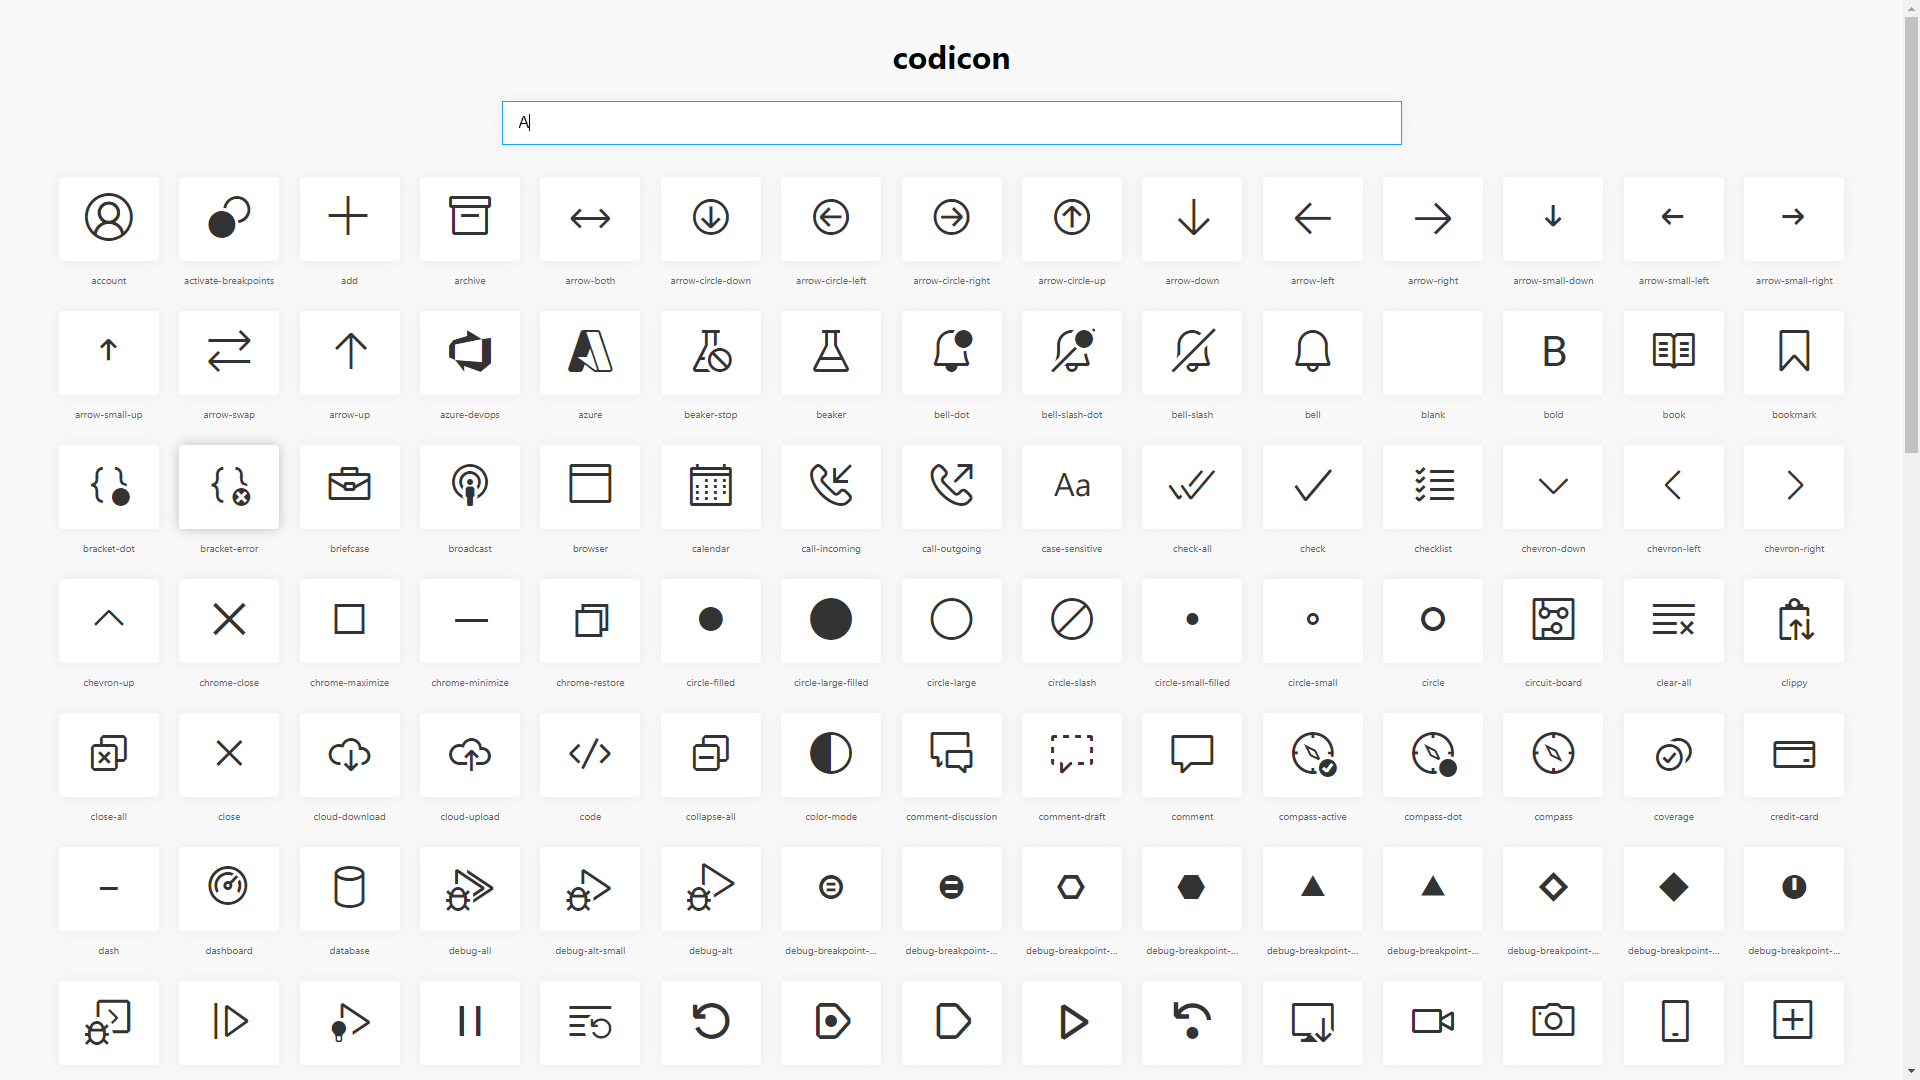 codicon
A
account activate-breakpoints add archive arrow-both arrow-circle-down arrow-circle-left arrow-circle-right arrow-circle-up arrow-down arrow-left arrow-right arrow-small-down arrow-small-left arrow-small-right
B
arrow-small-up arrow-swap arrow-up azure-devops azure beaker-stop beaker bell-dot bell-slash-dot bell-slash bell blank bold book bookmark
Aa
bracket-dot bracket-error briefcase broadcast browser calendar call-incoming call-outgoing case-sensitive check-all check checklist chevron-down chevron-left chevron-right
chevron-up chrome-close chrome-maximize chrome-minimize chrome-restore circle-filled circle-large-filled circle-large circle-slash circle-small-filled circle-small circle circuit-board clear-all clippy
close-all close cloud-download cloud-upload code collapse-all color-mode comment-discussion comment-draft comment compass-active compass-dot compass coverage credit-card
dash dashboard database debug-all debug-alt-small debug-alt debug-breakpoint-... debug-breakpoint-... debug-breakpoint-... debug-breakpoint-... debug-breakpoint-... debug-breakpoint-... debug-breakpoint-... debug-breakpoint-... debug-breakpoint-...